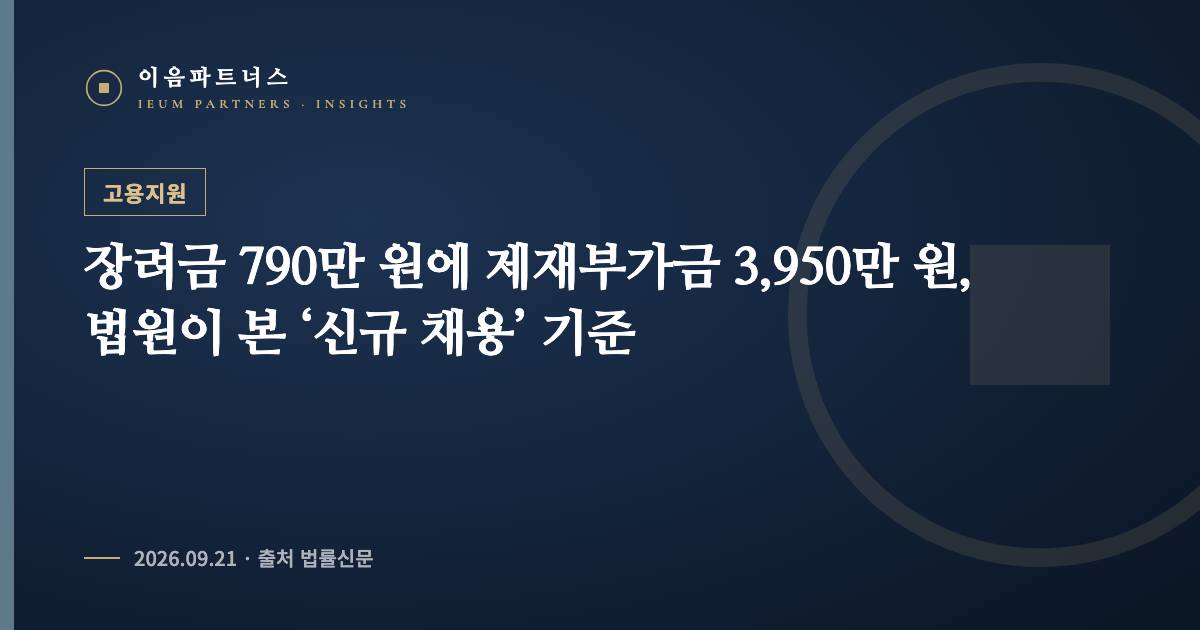 이음파트너스
IEUM PARTNERS · INSIGHTS
고용지원
장려금 790만 원에 제재부가금 3,950만 원,
법원이 본 ‘신규 채용’ 기준
2026.09.21 · 출처 법률신문